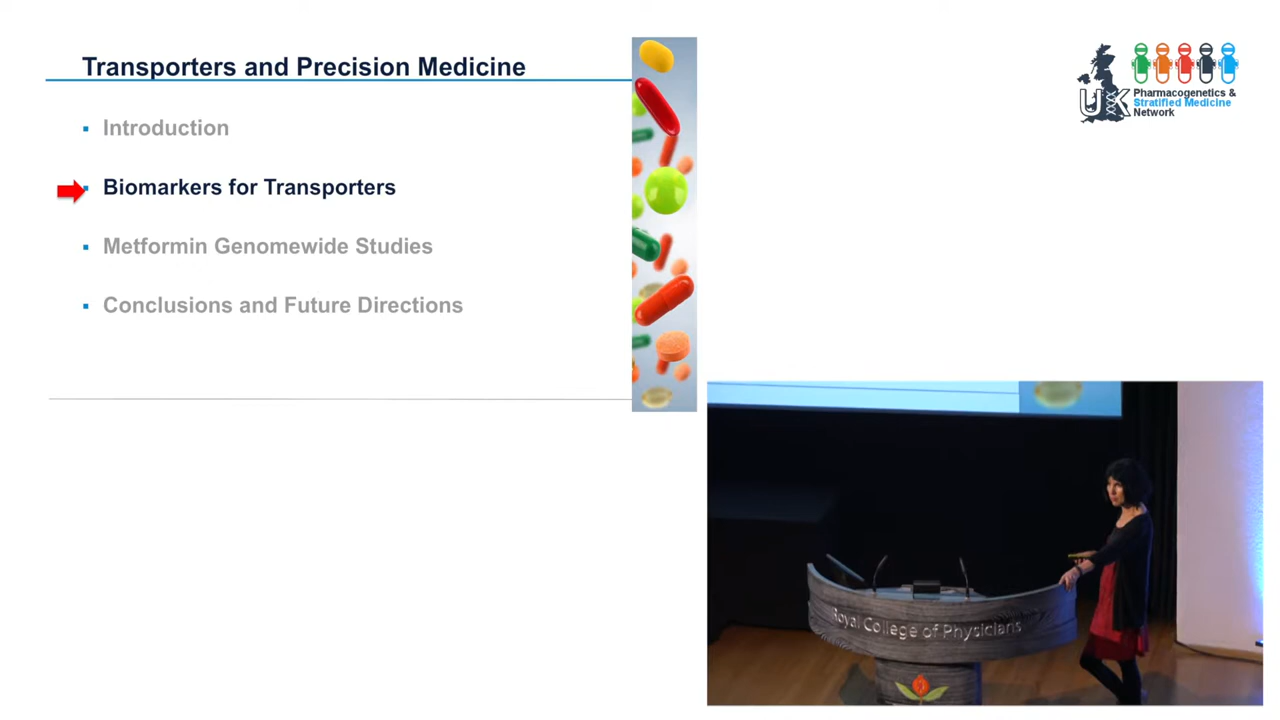 Transporters and Precision Medicine
Introduction
Biomarkers for Transporters
Metformin Genomewide Studies
Conclusions and Future Directions
UK
Pharmacogenetics &
Stratified Medicine
Network
Royal College of Physicians